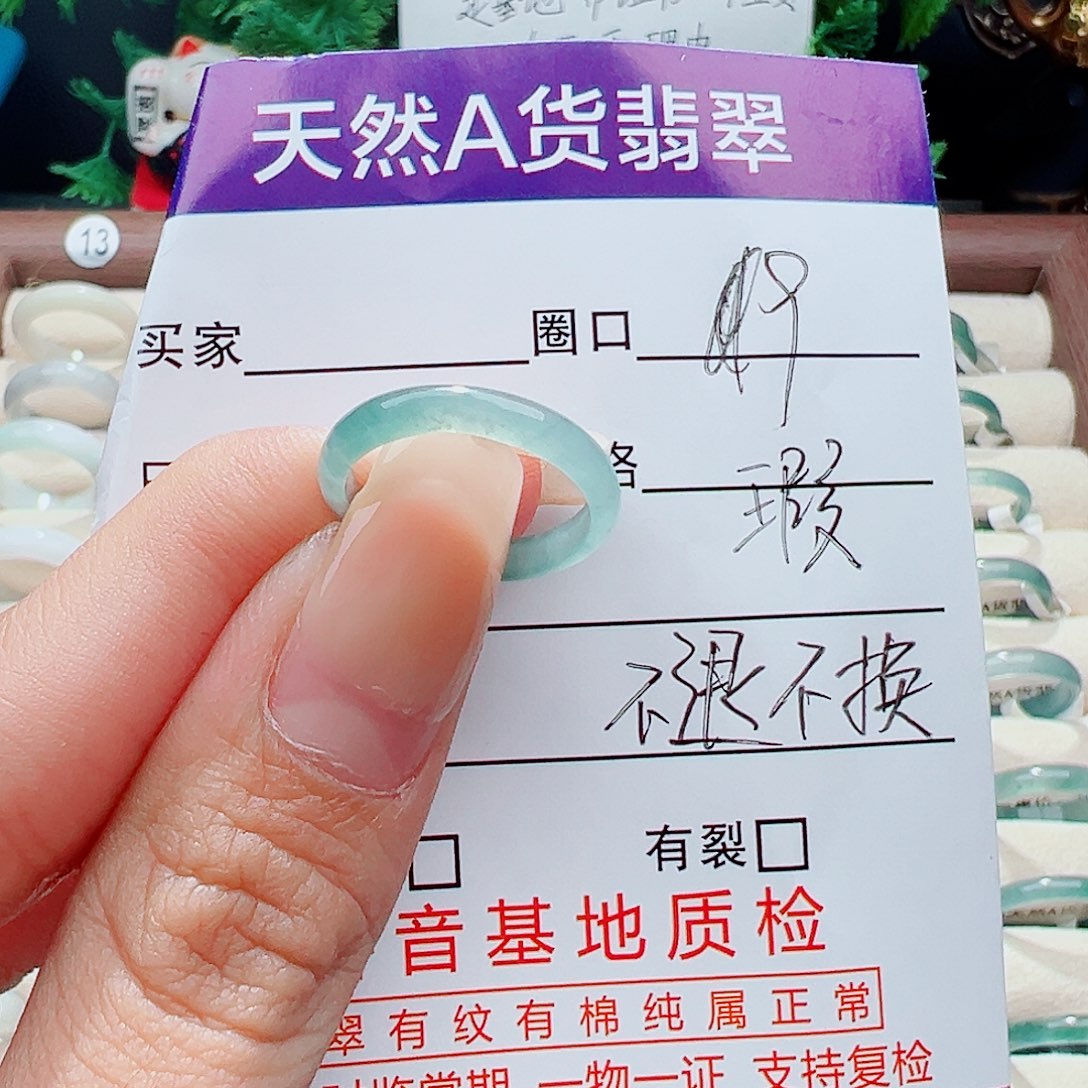 13
天然A货翡翠
买家 圈口
格 瑕
不退不换
有裂
音基地质检
翠有纹有棉纯属正常
一物一证 支持复检